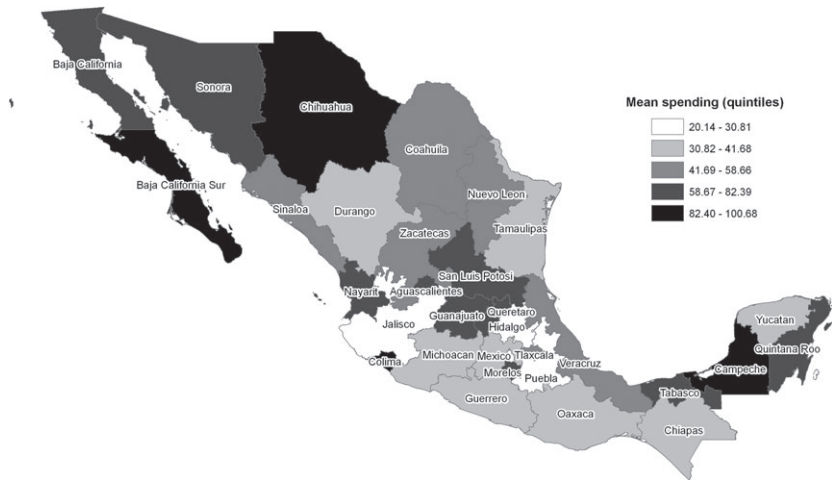 Baja California
Sonora
Chihuahua
Coahuila
Baja California Sur
Sinaloa
Durango
Nuevo Leon
Tamaulipas
Zacatecas
San Luis Potosi
Nayarit
Aguascalientes
Jalisco
Guanajuato
Queretaro
Hidalgo
Colima
Michoacan
Mexico
Tlaxcala
Morelos
Puebla
Veracruz
Guerrero
Oaxaca
Tabasco
Chiapas
Campeche
Yucatan
Quintana Roo
Mean spending (quintiles)
20.14 - 30.81
30.82 - 41.68
41.69 - 58.66
58.67 - 82.39
82.40 - 100.68